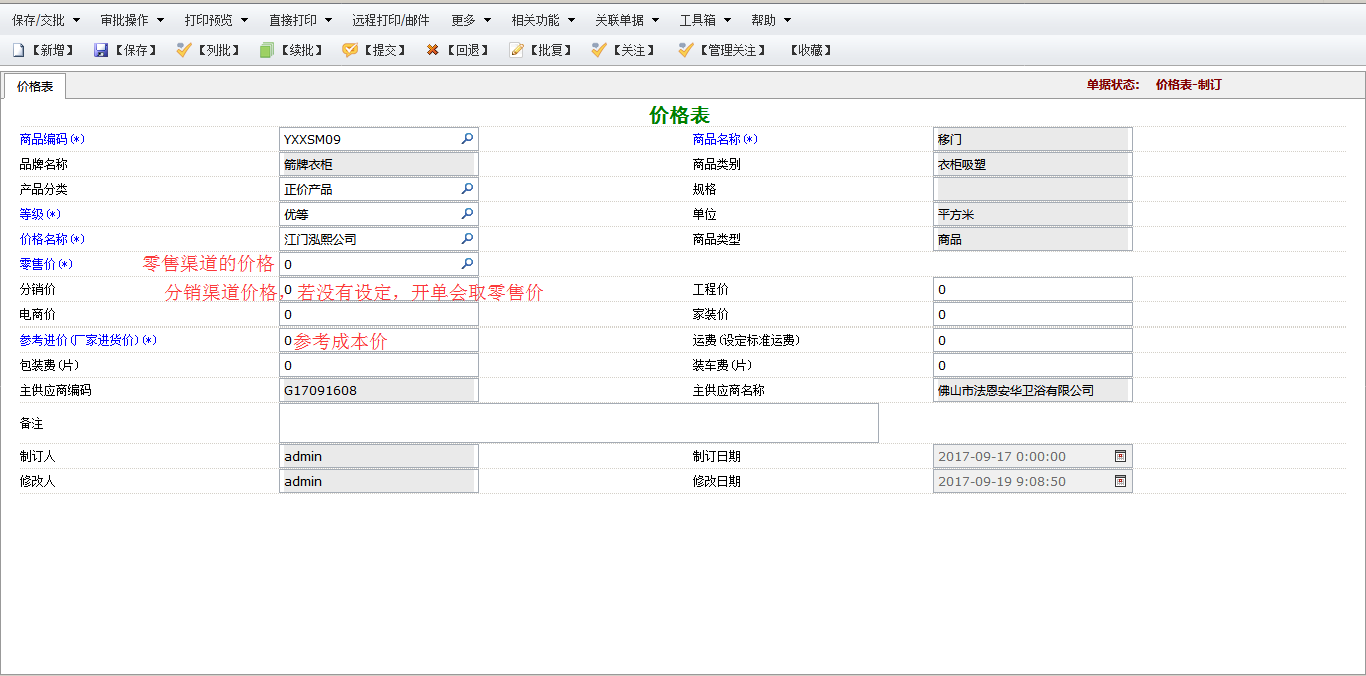 保存/交批 审批操作 打印预览 直接打印 远程打印/邮件 更多 相关功能 关联单据 工具箱 帮助
【新增】 【保存】 【列批】 【续批】 【提交】 【回退】 【批复】 【关注】 【管理关注】 【收藏】
价格表 单据状态: 价格表-制订
价格表
商品编码(*) YXXSM09 商品名称(*) 移门
品牌名称 箭牌衣柜 商品类别 衣柜吸塑
产品分类 正价产品 规格
等级(*) 优等 单位 平方米
价格名称(*) 江门泓熙公司 商品类型 商品
零售价(*) 零售渠道的价格 0
分销价 分销渠道价格，若没有设定，开单会取零售价 0 工程价 0
电商价 0 家装价 0
参考进价(厂家进货价)(*) 0 参考成本价 运费(设定标准运费) 0
包装费(片) 0 装车费(片) 0
主供应商编码 G17091608 主供应商名称 佛山市法恩安华卫浴有限公司
备注
制订人 admin 制订日期 2017-09-17 0:00:00
修改人 admin 修改日期 2017-09-19 9:08:50